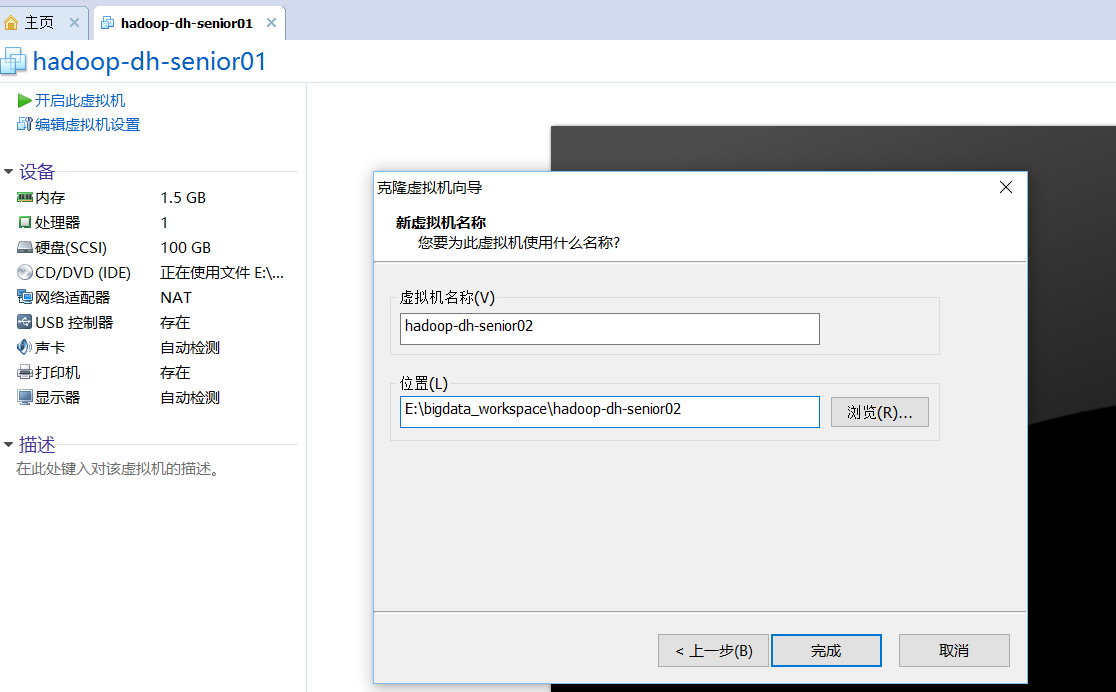 主页
hadoop-dh-senior01
hadoop-dh-senior01
开启此虚拟机
编辑虚拟机设置
设备
内存 1.5 GB
处理器 1
硬盘(SCSI) 100 GB
CD/DVD (IDE) 正在使用文件 E:\...
网络适配器 NAT
USB 控制器 存在
声卡 自动检测
打印机 存在
显示器 自动检测
描述
在此处键入对该虚拟机的描述。
克隆虚拟机向导
新虚拟机名称
您要为此虚拟机使用什么名称?
虚拟机名称(V)
hadoop-dh-senior02
位置(L)
E:\bigdata_workspace\hadoop-dh-senior02
浏览(R)...
< 上一步(B)
完成
取消